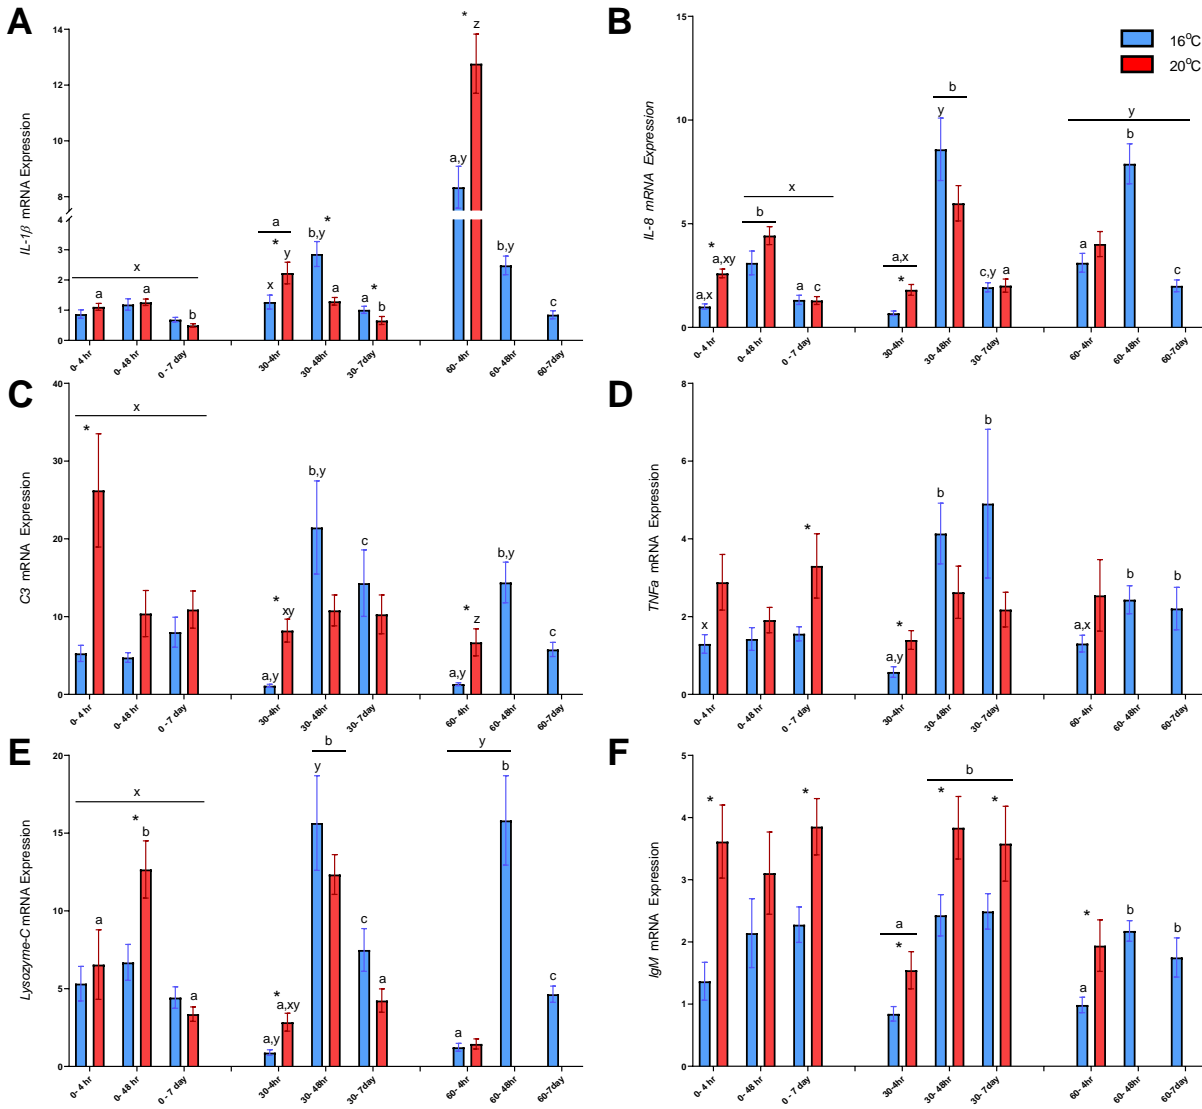 A
IL-1β mRNA Expression
14
12
10
8
4
3
2
1
0
x
a
a
b
a
*
x
y
b,y
*
a
*
b
*
a,y
z
b,y
c
0- 4 hr
0- 48 hr
0 - 7 day
30-4hr
30- 48hr
30- 7day
60- 4hr
60- 48hr
60-7day
B
IL-8 mRNA Expression
15
10
5
0
16°C
20°C
a,x
*
a,xy
b
x
a
c
a,x
*
b
y
c,y
a
y
a
b
c
0- 4 hr
0- 48 hr
0 - 7 day
30-4hr
30- 48hr
30- 7day
60- 4hr
60- 48hr
60-7day
C
C3 mRNA Expression
40
30
20
10
0
x
*
a,y
*
xy
b,y
c
a,y
*
z
b,y
0- 4 hr
0- 48 hr
0 - 7 day
30-4hr
30- 48hr
30- 7day
60- 4hr
60- 48hr
60-7day
D
TNFa mRNA Expression
8
6
4
2
0
x
*
a,y
*
b
b
a,x
b
b
0- 4 hr
0- 48 hr
0 - 7 day
30-4hr
30- 48hr
30- 7day
60- 4hr
60- 48hr
60-7day
E
Lysozyme-C mRNA Expression
20
15
10
5
0
x
a
*
b
a
a,y
*
a,xy
b
y
c
a
y
a
b
c
0- 4 hr
0- 48 hr
0 - 7 day
30-4hr
30- 48hr
30- 7day
60- 4hr
60- 48hr
60-7day
F
IgM mRNA Expression
5
4
3
2
1
0
*
*
a
*
b
*
*
a
*
b
b
0- 4 hr
0- 48 hr
0 - 7 day
30-4hr
30- 48hr
30- 7day
60- 4hr
60- 48hr
60-7day